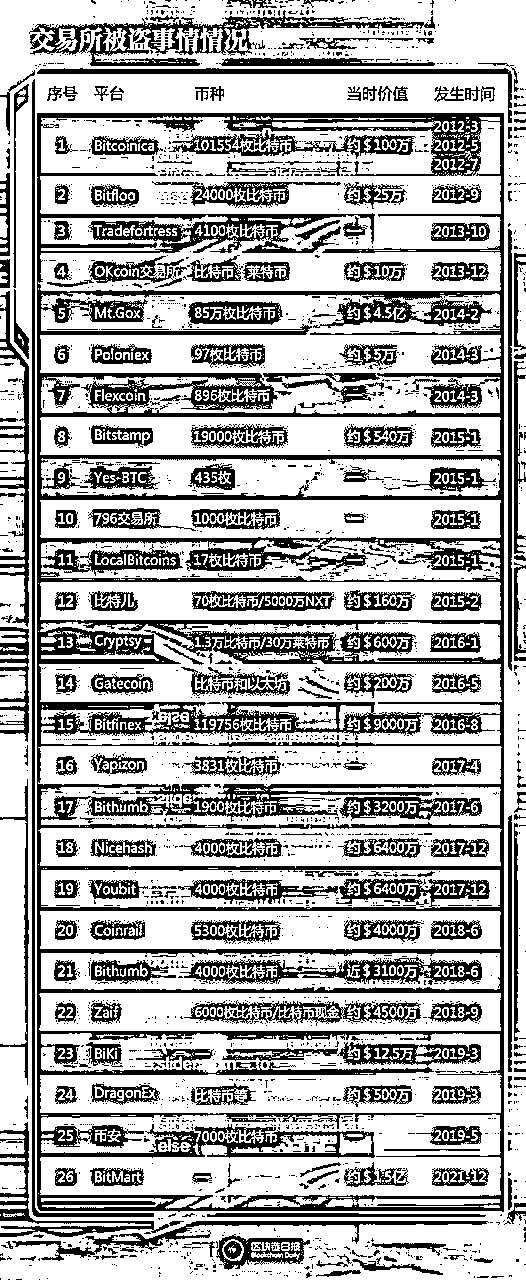 交易所被盗事情情况
序号 平台 币种 当时价值 发生时间
1 Bitcoinica 101554枚比特币 约$100万 2012-3 2012-5 2012-7
2 Bitfloo 24000枚比特币 约$25万 2012-9
3 Tradefortress 4100枚比特币 — 2013-10
4 OKcoin交易所 比特币、莱特币 约$10万 2013-12
5 Mt.Gox 85万枚比特币 约$4.5亿 2014-2
6 Poloniex 97枚比特币 约$5万 2014-3
7 Flexcoin 896枚比特币 — 2014-3
8 Bitstamp 19000枚比特币 约$540万 2015-1
9 Yes-BTC 435枚 — 2015-1
10 796交易所 1000枚比特币 — 2015-1
11 LocalBitcoins 17枚比特币 — 2015-1
12 比特儿 70枚比特币/5000万NXT 约$160万 2015-2
13 Cryptsy 1.3万比特币/30万莱特币 约$600万 2016-1
14 Gatecoin 比特币和以太坊 约$200万 2016-5
15 Bitfinex 119756枚比特币 约$9000万 2016-8
16 Yapizon 3831枚比特币 — 2017-4
17 Bithumb 1900枚比特币 约$3200万 2017-6
18 Nicehash 4000枚比特币 约$6400万 2017-12
19 Youbit 4000枚比特币 约$6400万 2017-12
20 Coinrail 5300枚比特币 约$4000万 2018-6
21 Bithumb 4000枚比特币 近$3100万 2018-6
22 Zaif 6000枚比特币/比特币现金 约$4500万 2018-9
23 BiKi — 约$12.5万 2019-3
24 DragonEx 比特币等 约$500万 2019-3
25 币安 7000枚比特币 — 2019-5
26 BitMart — 约$1.5亿 2021-12
区块链日报